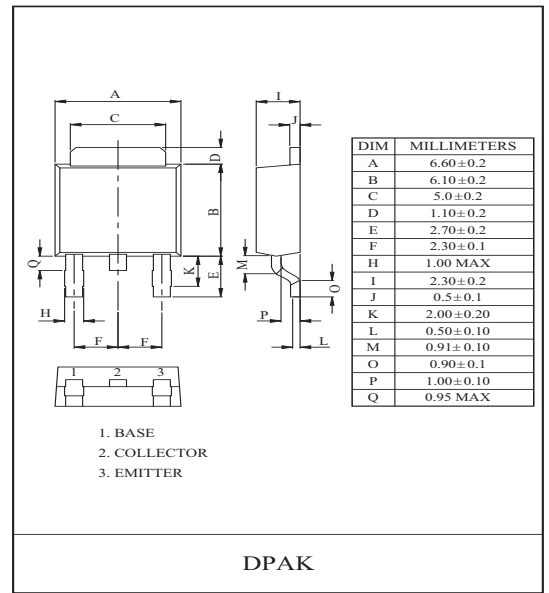 A
C
D
B
Q
K
E
H
F F
1 2 3
I
J
M
O
P
L
DIM MILLIMETERS
A 6.60±0.2
B 6.10±0.2
C 5.0±0.2
D 1.10±0.2
E 2.70±0.2
F 2.30±0.1
H 1.00 MAX
I 2.30±0.2
J 0.5±0.1
K 2.00±0.20
L 0.50±0.10
M 0.91±0.10
O 0.90±0.1
P 1.00±0.10
Q 0.95 MAX
1. BASE
2. COLLECTOR
3. EMITTER
DPAK